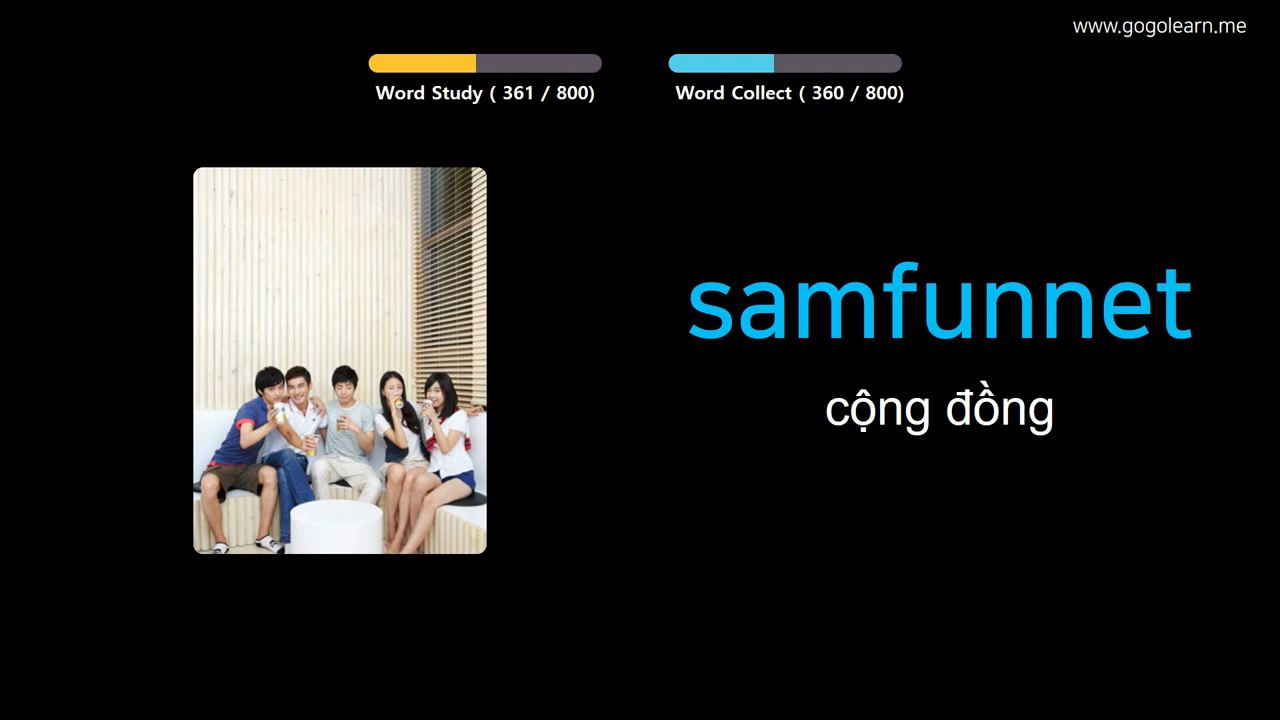 www.gogolearn.me
Word Study ( 361 / 800)
Word Collect ( 360 / 800)
samfunnet
cộng đồng